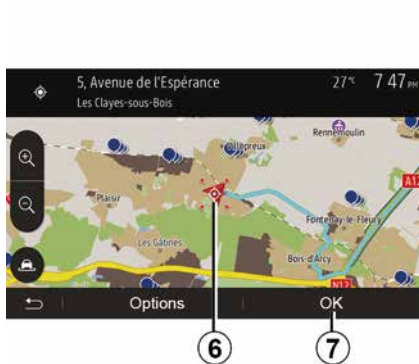 5, Avenue de l'Espérance
27°C 7 47 PM
Les Clayes-sous-Bois
Rennemoulin
Villepreux
A12
Plaisir
Fontenay-le-Fleury
Les Gâtines
Bois-d'Arcy
N12
Options
OK
6
7